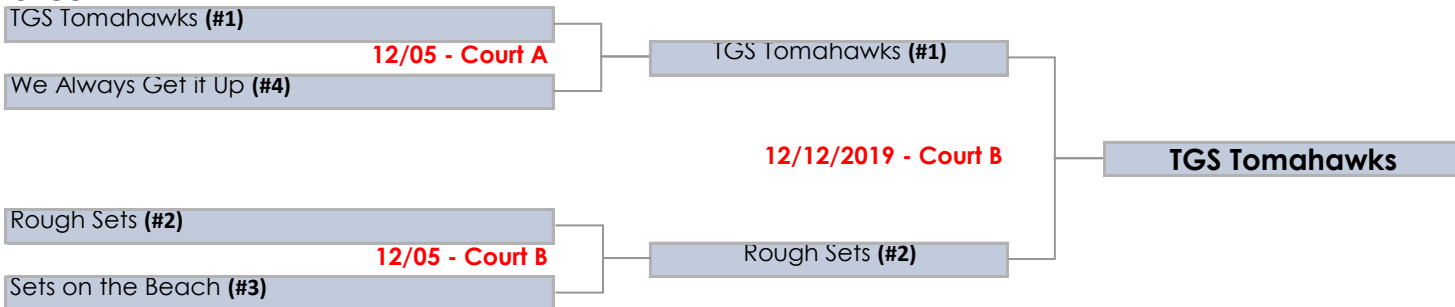 TGS Tomahawks (#1)
12/05 - Court A
We Always Get it Up (#4)
TGS Tomahawks (#1)
12/12/2019 - Court B
TGS Tomahawks
Rough Sets (#2)
12/05 - Court B
Sets on the Beach (#3)
Rough Sets (#2)